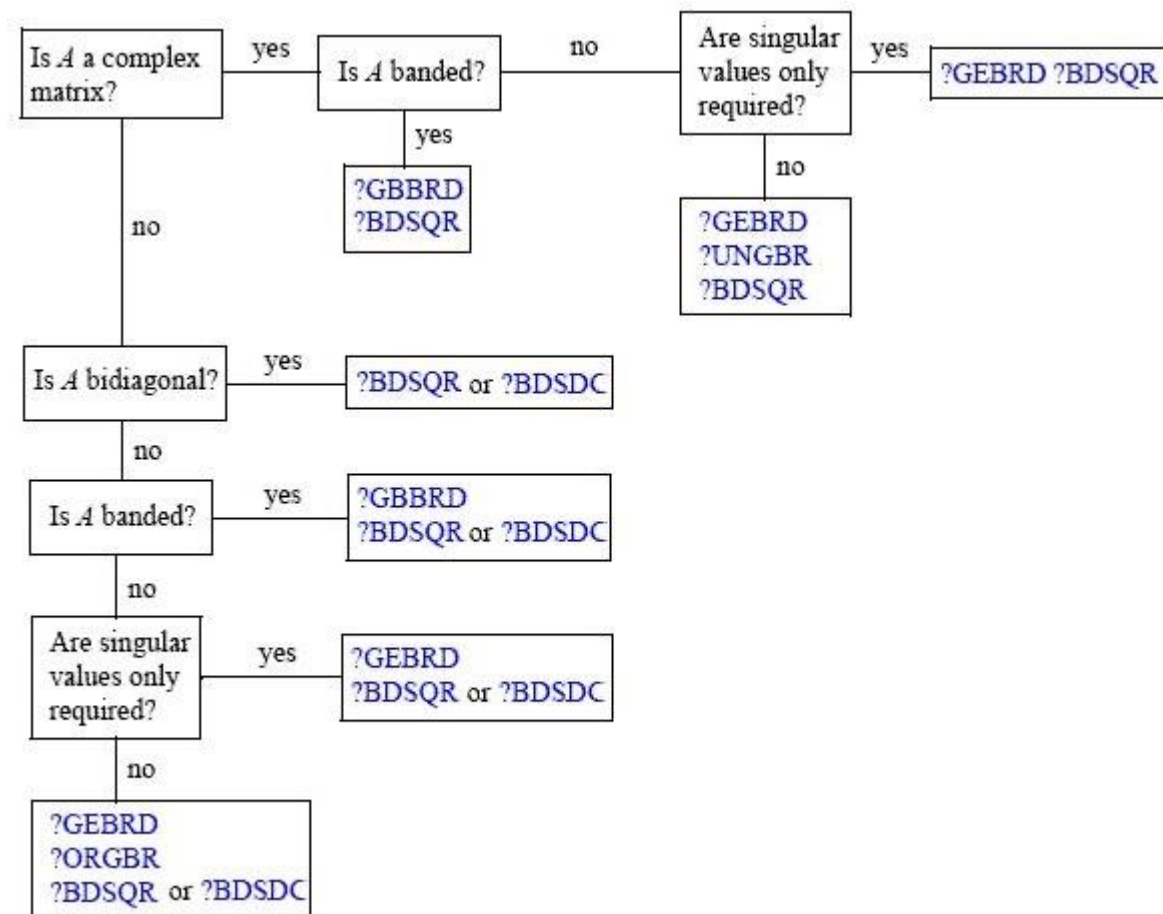 Is A a complex
matrix?
yes
Is A banded?
no
Are singular
values only
required?
yes
?GEBRD ?BDSQR
yes
?GBBRD
?BDSQR
no
?GEBRD
?UNGBR
?BDSQR
no
Is A bidiagonal?
yes
?BDSQR or ?BDSDC
no
Is A banded?
yes
?GBBRD
?BDSQR or ?BDSDC
no
Are singular
values only
required?
yes
?GEBRD
?BDSQR or ?BDSDC
no
?GEBRD
?ORGBR
?BDSQR or ?BDSDC